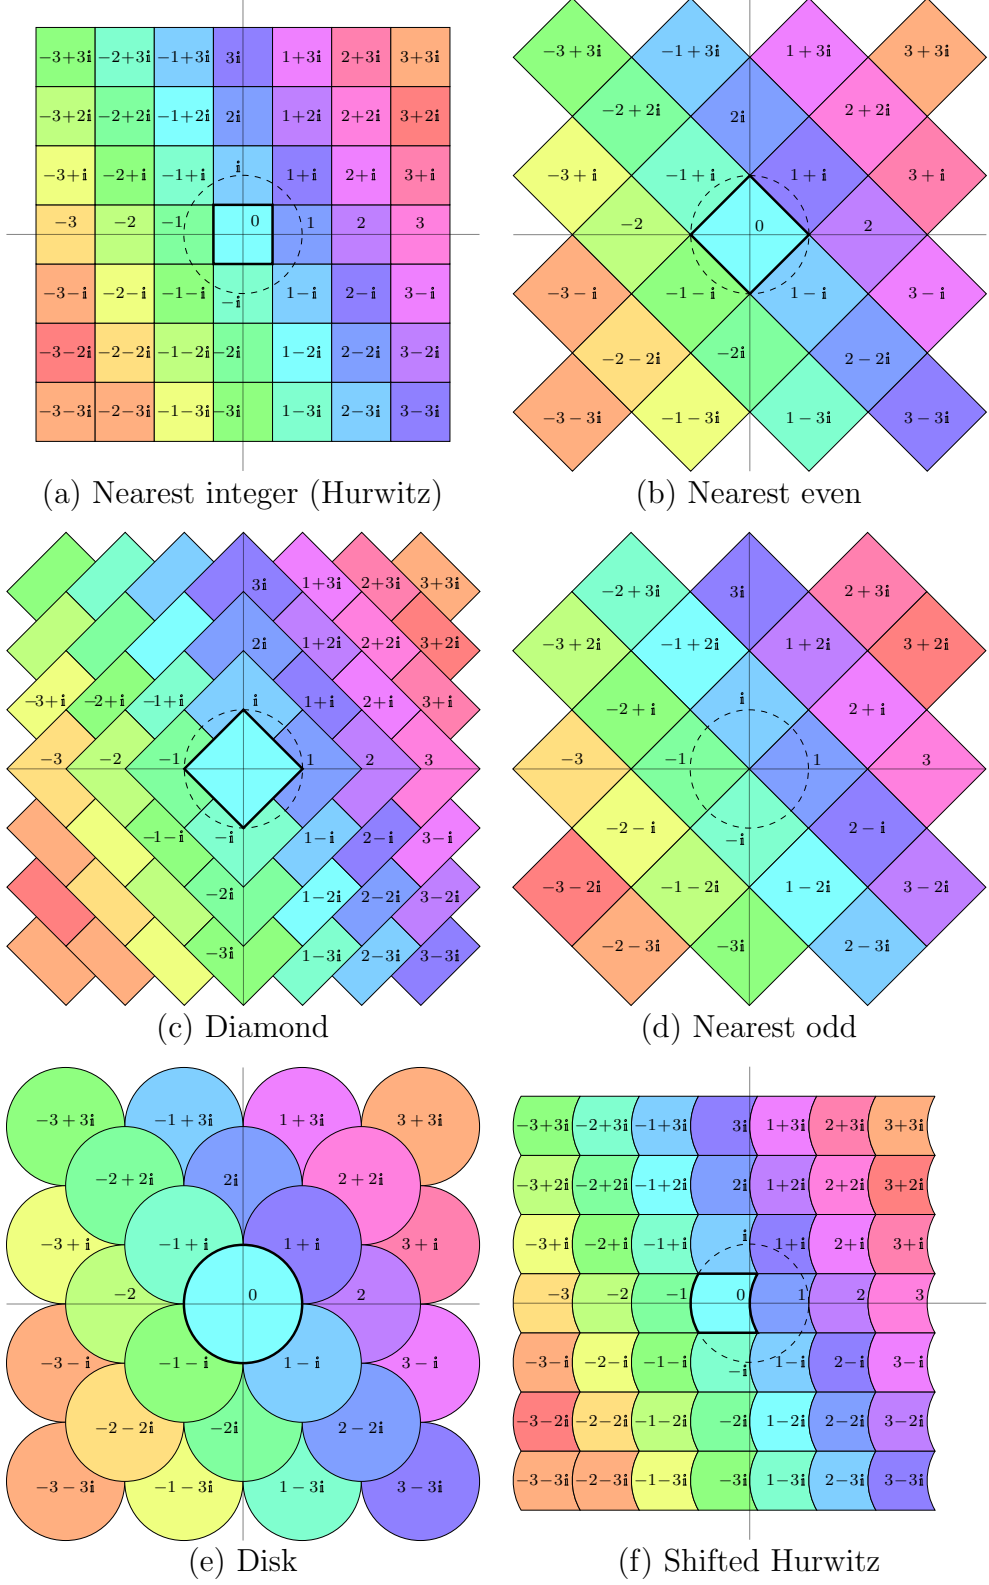 −3+3𝕚 −2+3𝕚 −1+3𝕚 3𝕚 1+3𝕚 2+3𝕚 3+3𝕚
−3+2𝕚 −2+2𝕚 −1+2𝕚 2𝕚 1+2𝕚 2+2𝕚 3+2𝕚
−3+𝕚 −2+𝕚 −1+𝕚 𝕚 1+𝕚 2+𝕚 3+𝕚
−3 −2 −1 0 1 2 3
−3−𝕚 −2−𝕚 −1−𝕚 −𝕚 1−𝕚 2−𝕚 3−𝕚
−3−2𝕚 −2−2𝕚 −1−2𝕚 −2𝕚 1−2𝕚 2−2𝕚 3−2𝕚
−3−3𝕚 −2−3𝕚 −1−3𝕚 −3𝕚 1−3𝕚 2−3𝕚 3−3𝕚
(a) Nearest integer (Hurwitz)
−3+3𝕚 −1+3𝕚 1+3𝕚 3+3𝕚
−2+2𝕚 2𝕚 2+2𝕚
−3+𝕚 −1+𝕚 1+𝕚 3+𝕚
−2 0 2
−3−𝕚 −1−𝕚 1−𝕚 3−𝕚
−2−2𝕚 −2𝕚 2−2𝕚
−3−3𝕚 −1−3𝕚 1−3𝕚 3−3𝕚
(b) Nearest even
3𝕚 1+3𝕚 2+3𝕚 3+3𝕚
2𝕚 1+2𝕚 2+2𝕚 3+2𝕚
−3+𝕚 −2+𝕚 −1+𝕚 𝕚 1+𝕚 2+𝕚 3+𝕚
−3 −2 −1 1 2 3
−1−𝕚 −𝕚 1−𝕚 2−𝕚 3−𝕚
−2𝕚 1−2𝕚 2−2𝕚 3−2𝕚
−3𝕚 1−3𝕚 2−3𝕚 3−3𝕚
(c) Diamond
−2+3𝕚 3𝕚 2+3𝕚
−3+2𝕚 −1+2𝕚 1+2𝕚 3+2𝕚
−2+𝕚 𝕚 2+𝕚
−3 −1 1 3
−2−𝕚 −𝕚 2−𝕚
−3−2𝕚 −1−2𝕚 1−2𝕚 3−2𝕚
−2−3𝕚 −3𝕚 2−3𝕚
(d) Nearest odd
−3+3𝕚 −1+3𝕚 1+3𝕚 3+3𝕚
−2+2𝕚 2𝕚 2+2𝕚
−3+𝕚 −1+𝕚 1+𝕚 3+𝕚
−2 0 2
−3−𝕚 −1−𝕚 1−𝕚 3−𝕚
−2−2𝕚 −2𝕚 2−2𝕚
−3−3𝕚 −1−3𝕚 1−3𝕚 3−3𝕚
(e) Disk
−3+3𝕚 −2+3𝕚 −1+3𝕚 3𝕚 1+3𝕚 2+3𝕚 3+3𝕚
−3+2𝕚 −2+2𝕚 −1+2𝕚 2𝕚 1+2𝕚 2+2𝕚 3+2𝕚
−3+𝕚 −2+𝕚 −1+𝕚 𝕚 1+𝕚 2+𝕚 3+𝕚
−3 −2 −1 0 1 2 3
−3−𝕚 −2−𝕚 −1−𝕚 −𝕚 1−𝕚 2−𝕚 3−𝕚
−3−2𝕚 −2−2𝕚 −1−2𝕚 −2𝕚 1−2𝕚 2−2𝕚 3−2𝕚
−3−3𝕚 −2−3𝕚 −1−3𝕚 −3𝕚 1−3𝕚 2−3𝕚 3−3𝕚
(f) Shifted Hurwitz